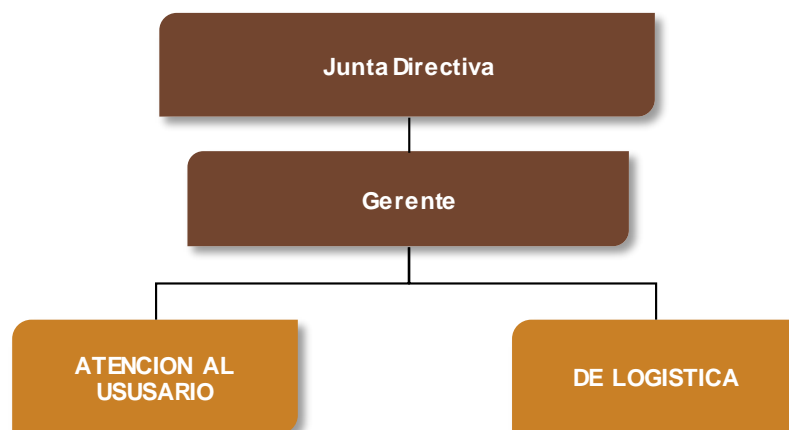 Junta Directiva
Gerente
ATENCION AL
USUSARIO
DE LOGISTICA